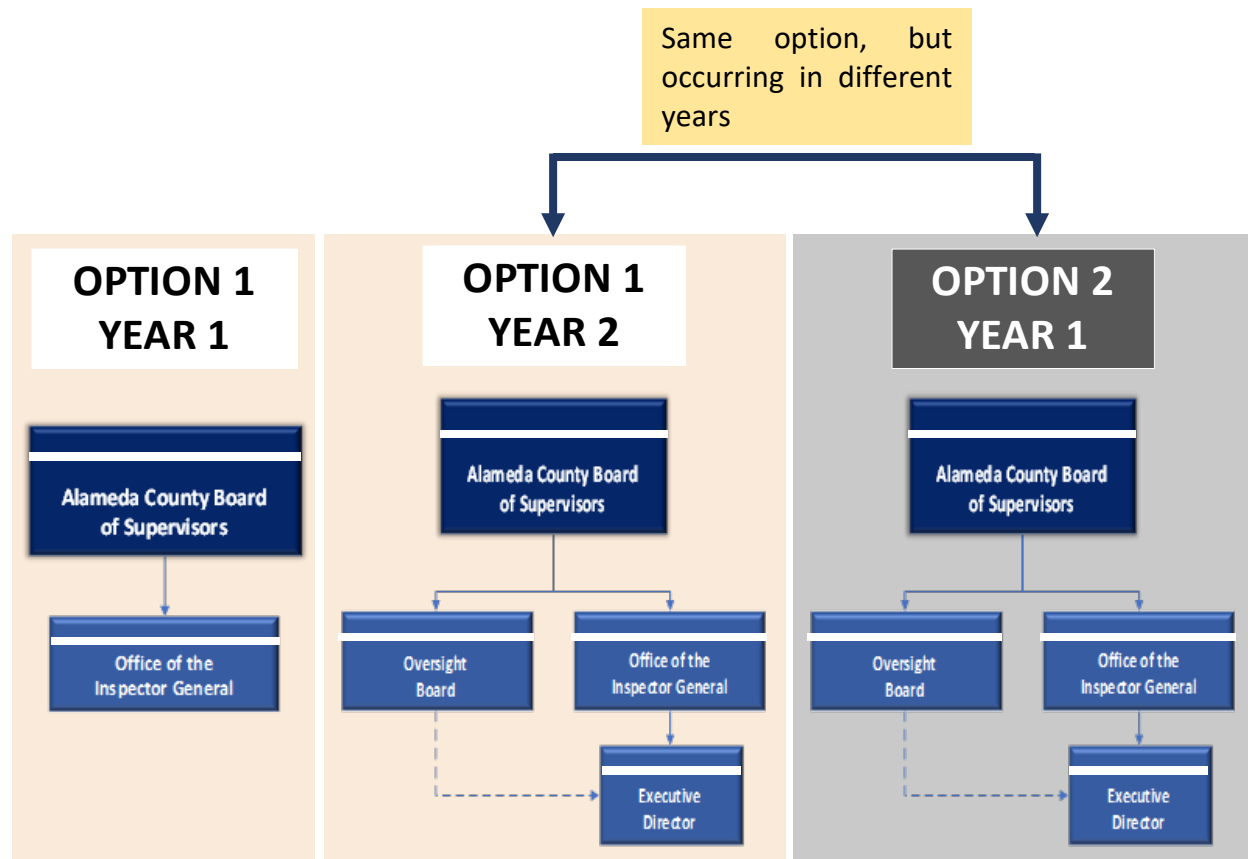 Same option, but
occurring in different
years
OPTION 1
YEAR 1
Alameda County Board
of Supervisors
Office of the
Inspector General
OPTION 1
YEAR 2
Alameda County Board
of Supervisors
Oversight
Board
Office of the
Inspector General
Executive
Director
OPTION 2
YEAR 1
Alameda County Board
of Supervisors
Oversight
Board
Office of the
Inspector General
Executive
Director